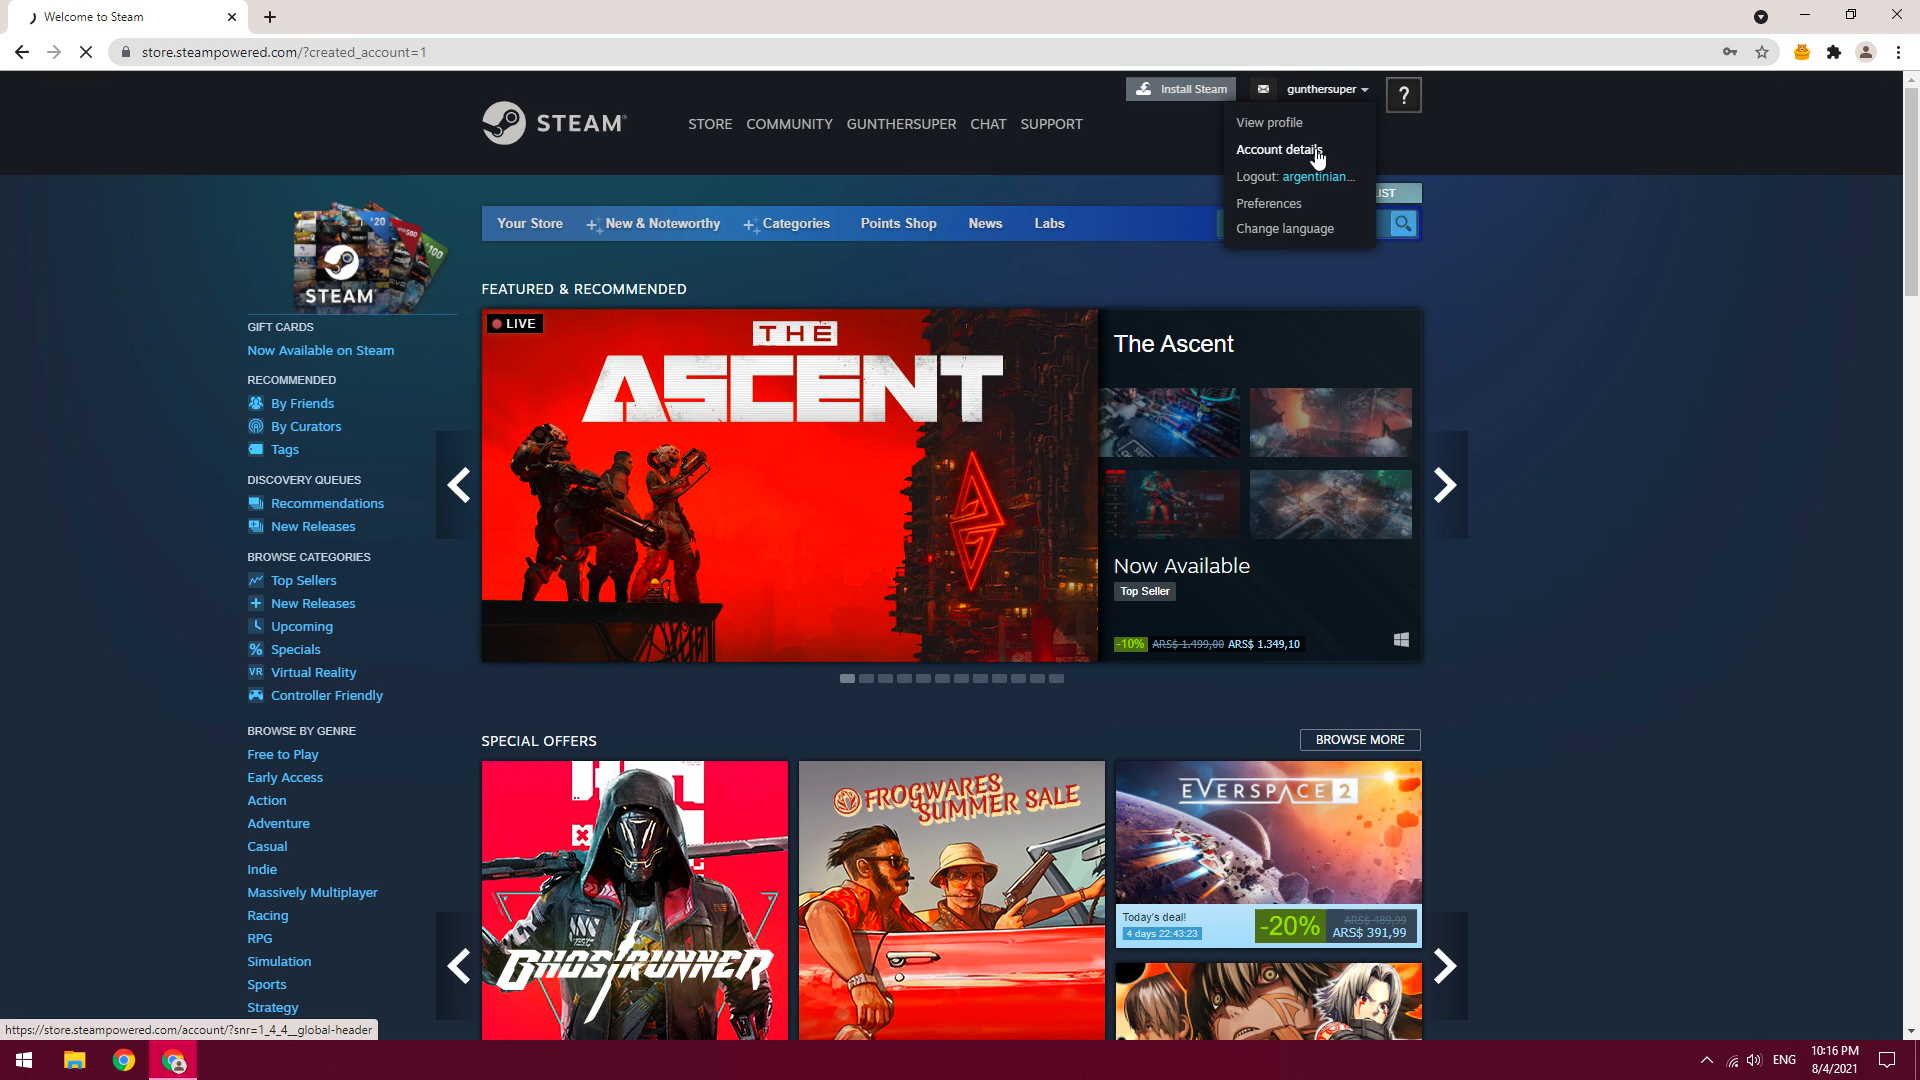 Welcome to Steam
store.steampowered.com/?created_account=1
Install Steam
gunthersuper
?
STEAM®
STORE COMMUNITY GUNTHERSUPER CHAT SUPPORT
View profile
Account details
Logout: argentinian...
Preferences
Change language
IST
Your Store New & Noteworthy Categories Points Shop News Labs
$20
$100
STEAM
GIFT CARDS
Now Available on Steam
RECOMMENDED
By Friends
By Curators
Tags
DISCOVERY QUEUES
Recommendations
New Releases
BROWSE CATEGORIES
Top Sellers
New Releases
Upcoming
% Specials
VR Virtual Reality
Controller Friendly
BROWSE BY GENRE
Free to Play
Early Access
Action
Adventure
Casual
Indie
Massively Multiplayer
Racing
RPG
Simulation
Sports
Strategy
FEATURED & RECOMMENDED
LIVE
THE
ASCENT
The Ascent
Now Available
Top Seller
-10% ARS$ 1.499,00 ARS$ 1.349,10
SPECIAL OFFERS
BROWSE MORE
GHOSTRUNNER
FROGWARES
SUMMER SALE
EVERSPACE 2
Today's deal!
4 days 22:43:23
-20%
ARS$ 489,99
ARS$ 391,99
https://store.steampowered.com/account/?snr=1_4_4__global-header
ENG
10:16 PM
8/4/2021